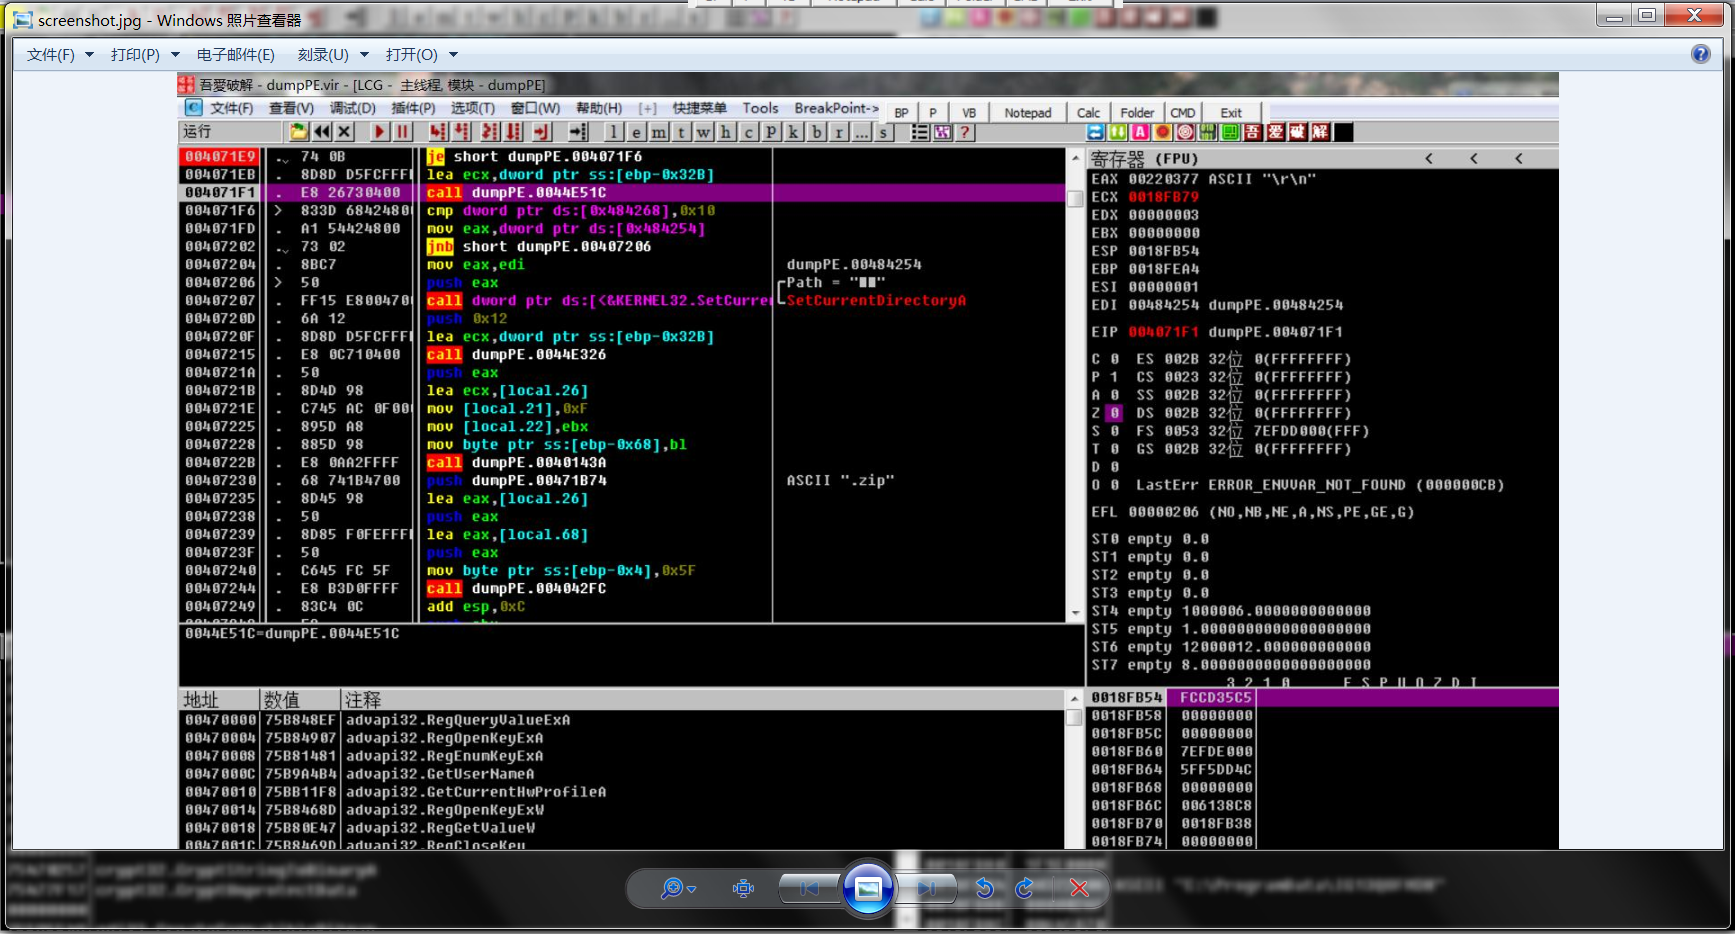 screenshot.jpg - Windows 照片查看器
文件(F) 打印(P) 电子邮件(E) 刻录(U) 打开(O)
吾愛破解 - dumpPE.vir - [LCG - 主线程, 模块 - dumpPE]
文件(F) 查看(V) 调试(D) 插件(P) 选项(T) 窗口(W) 帮助(H) [+] 快捷菜单 Tools BreakPoint-> BP P VB Notepad Calc Folder CMD Exit
运行 l e m t w h c P k b r ... s ? 吾 爱 破 解
004071E9 . 74 0B je short dumpPE.004071F6
004071EB . 8D8D D5FCFFFF lea ecx,dword ptr ss:[ebp-0x32B]
004071F1 . E8 26730400 call dumpPE.0044E51C
004071F6 > 833D 6842480 cmp dword ptr ds:[0x484268],0x10
004071FD . A1 54424800 mov eax,dword ptr ds:[0x484254]
00407202 . 73 02 jnb short dumpPE.00407206
00407204 . 8BC7 mov eax,edi dumpPE.00484254
00407206 > 50 push eax Path = "
00407207 . FF15 E800470 call dword ptr ds:[<&KERNEL32.SetCurre SetCurrentDirectoryA
0040720D . 6A 12 push 0x12
0040720F . 8D8D D5FCFFF lea ecx,dword ptr ss:[ebp-0x32B]
00407215 . E8 0C710400 call dumpPE.0044E326
0040721A . 50 push eax
0040721B . 8D4D 98 lea ecx,[local.26]
0040721E . C745 AC 0F00 mov [local.21],0xF
00407225 . 895D A8 mov [local.22],ebx
00407228 . 885D 98 mov byte ptr ss:[ebp-0x68],bl
0040722B . E8 0AA2FFFF call dumpPE.0040143A
00407230 . 68 741B4700 push dumpPE.00471B74 ASCII ".zip"
00407235 . 8D45 98 lea eax,[local.26]
00407238 . 50 push eax
00407239 . 8D85 F0FEFFF lea eax,[local.68]
0040723F . 50 push eax
00407240 . C645 FC 5F mov byte ptr ss:[ebp-0x4],0x5F
00407244 . E8 B3D0FFFF call dumpPE.004042FC
00407249 . 83C4 0C add esp,0xC
0044E51C=dumpPE.0044E51C
寄存器 (FPU) < < <
EAX 00220377 ASCII "\r\n"
ECX 0018FB79
EDX 00000003
EBX 00000000
ESP 0018FB54
EBP 0018FEA4
ESI 00000001
EDI 00484254 dumpPE.00484254
EIP 004071F1 dumpPE.004071F1
C 0 ES 002B 32位 0(FFFFFFFF)
P 1 CS 0023 32位 0(FFFFFFFF)
A 0 SS 002B 32位 0(FFFFFFFF)
Z 0 DS 002B 32位 0(FFFFFFFF)
S 0 FS 0053 32位 7EFDD000(FFF)
T 0 GS 002B 32位 0(FFFFFFFF)
D 0
O 0 LastErr ERROR_ENVVAR_NOT_FOUND (000000CB)
EFL 00000206 (NO,NB,NE,A,NS,PE,GE,G)
ST0 empty 0.0
ST1 empty 0.0
ST2 empty 0.0
ST3 empty 0.0
ST4 empty 1000006.0000000000000
ST5 empty 1.0000000000000000000
ST6 empty 12000012.000000000000
ST7 empty 8.0000000000000000000
3 2 1 0 E S P U O Z D I
地址 数值 注释
00470000 75B848EF advapi32.RegQueryValueExA
00470004 75B84907 advapi32.RegOpenKeyExA
00470008 75B81481 advapi32.RegEnumKeyExA
0047000C 75B9A4B4 advapi32.GetUserNameA
00470010 75BB11F8 advapi32.GetCurrentHwProfileA
00470014 75B8468D advapi32.RegOpenKeyExW
00470018 75B80E47 advapi32.RegGetValueW
0047001C 75B8469D advapi32.RegCloseKey
0018FB54 FCCD35C5
0018FB58 00000000
0018FB5C 00000000
0018FB60 7EFDE000
0018FB64 5FF5DD4C
0018FB68 00000000
0018FB6C 006138C8
0018FB70 0018FB38
0018FB74 00000000